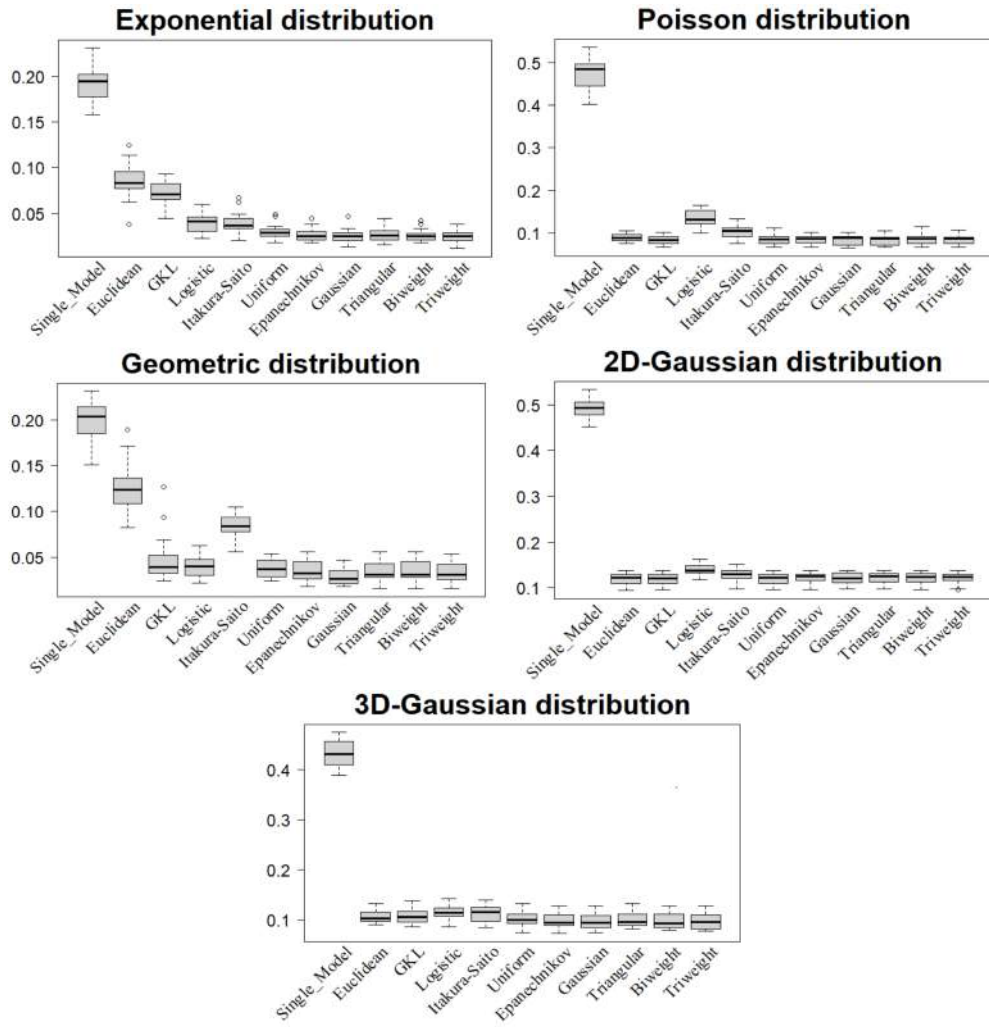 Exponential distribution
0.20
0.15
0.10
0.05
Single_Model
Euclidean
GKL
Logistic
Itakura-Saito
Uniform
Epanechnikov
Gaussian
Triangular
Biweight
Triweight
Poisson distribution
0.5
0.4
0.3
0.2
0.1
Single_Model
Euclidean
GKL
Logistic
Itakura-Saito
Uniform
Epanechnikov
Gaussian
Triangular
Biweight
Triweight
Geometric distribution
0.20
0.15
0.10
0.05
Single_Model
Euclidean
GKL
Logistic
Itakura-Saito
Uniform
Epanechnikov
Gaussian
Triangular
Biweight
Triweight
2D-Gaussian distribution
0.5
0.4
0.3
0.2
0.1
Single_Model
Euclidean
GKL
Logistic
Itakura-Saito
Uniform
Epanechnikov
Gaussian
Triangular
Biweight
Triweight
3D-Gaussian distribution
0.4
0.3
0.2
0.1
Single_Model
Euclidean
GKL
Logistic
Itakura-Saito
Uniform
Epanechnikov
Gaussian
Triangular
Biweight
Triweight